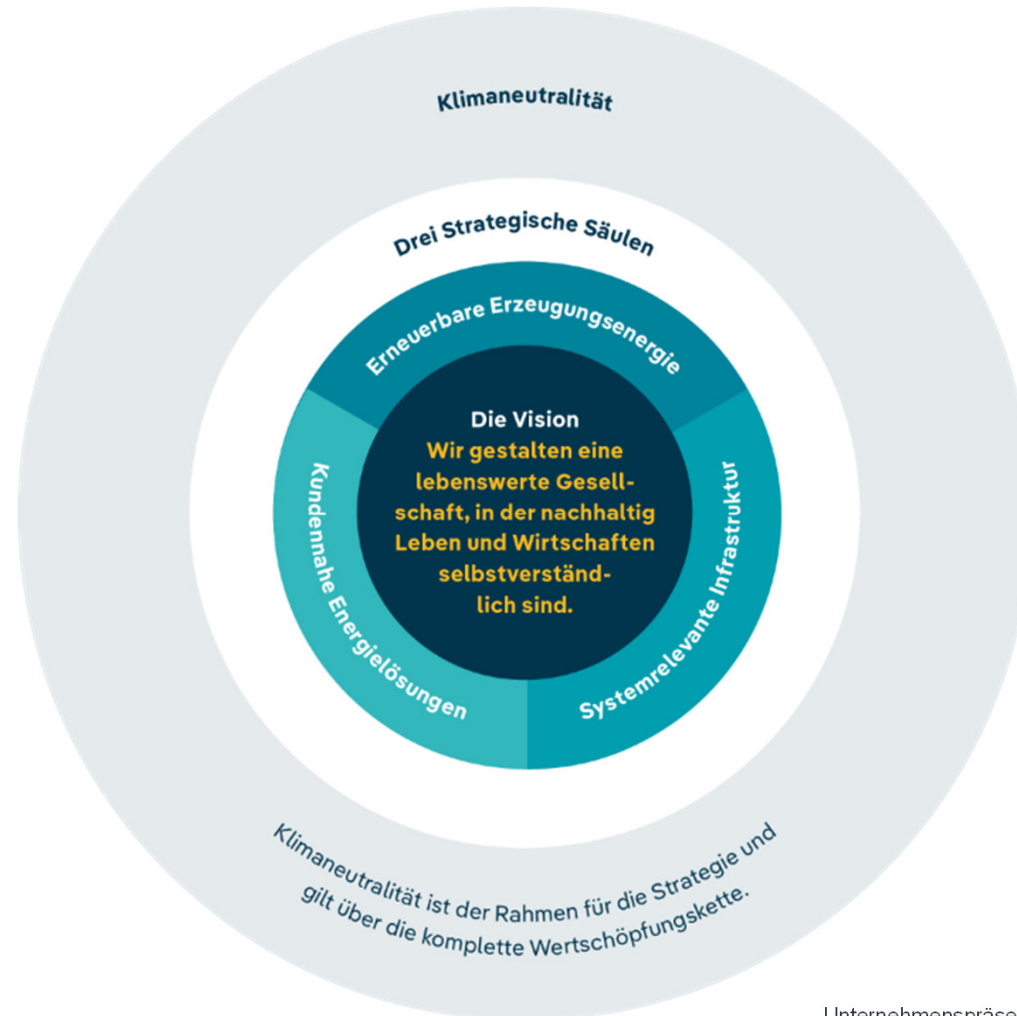 Klimaneutralität
Drei Strategische Säulen
Erneuerbare Erzeugungsenergie
Die Vision
Wir gestalten eine
lebenswerte Gesell-
schaft, in der nachhaltig
Leben und Wirtschaften
selbstverständ-
lich sind.
Kundennahe Energielösungen
Systemrelevante Infrastruktur
Klimaneutralität ist der Rahmen für die Strategie und
gilt über die komplette Wertschöpfungskette.